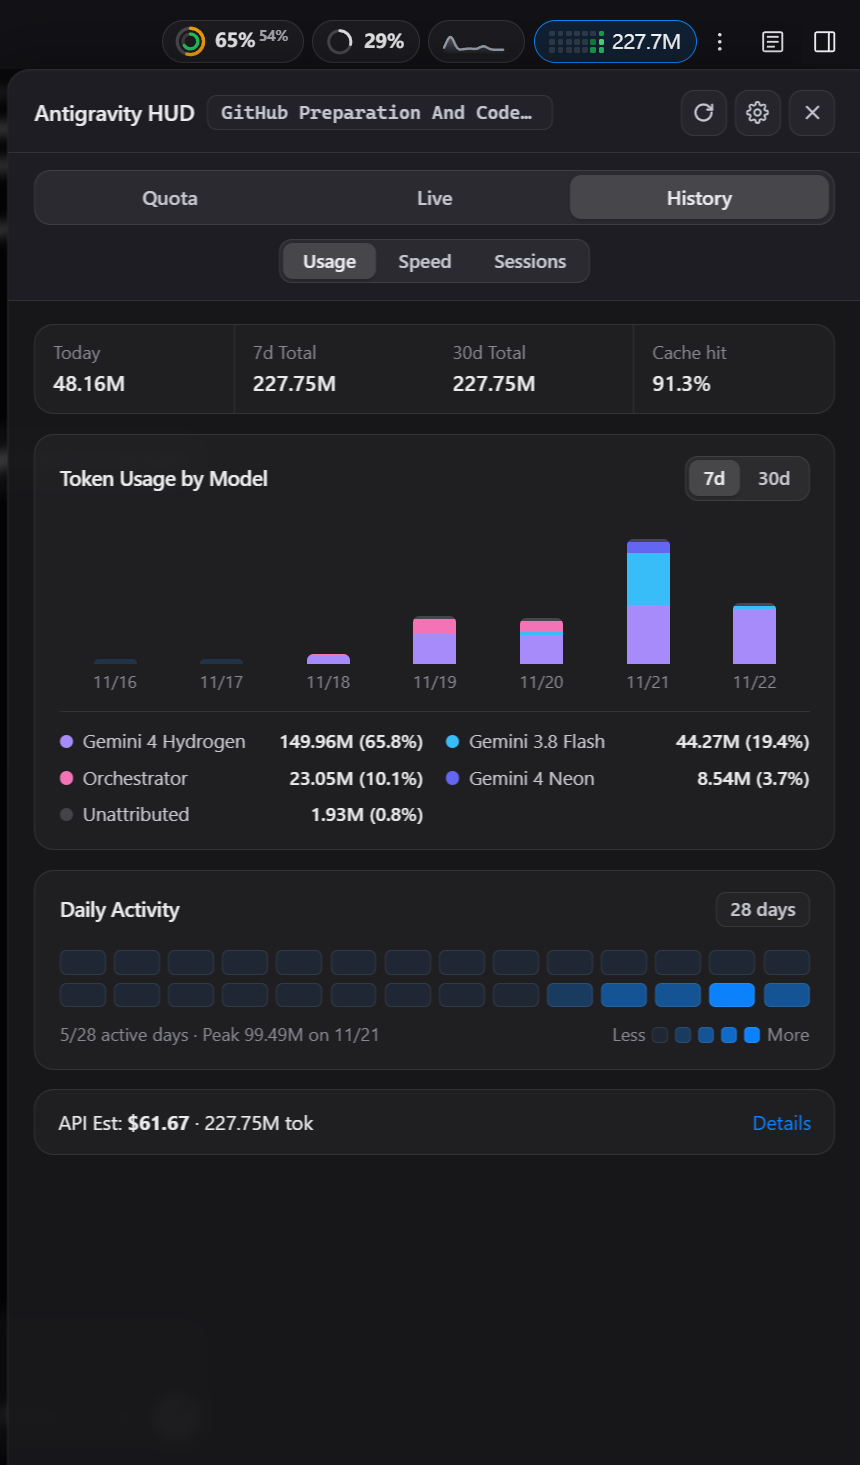 65% 54% 29% 227.7M
Antigravity HUD GitHub Preparation And Code…
Quota Live History
Usage Speed Sessions
Today 7d Total 30d Total Cache hit
48.16M 227.75M 227.75M 91.3%
Token Usage by Model 7d 30d
11/16 11/17 11/18 11/19 11/20 11/21 11/22
Gemini 4 Hydrogen 149.96M (65.8%) Gemini 3.8 Flash 44.27M (19.4%)
Orchestrator 23.05M (10.1%) Gemini 4 Neon 8.54M (3.7%)
Unattributed 1.93M (0.8%)
Daily Activity 28 days
5/28 active days · Peak 99.49M on 11/21 Less More
API Est: $61.67 · 227.75M tok Details